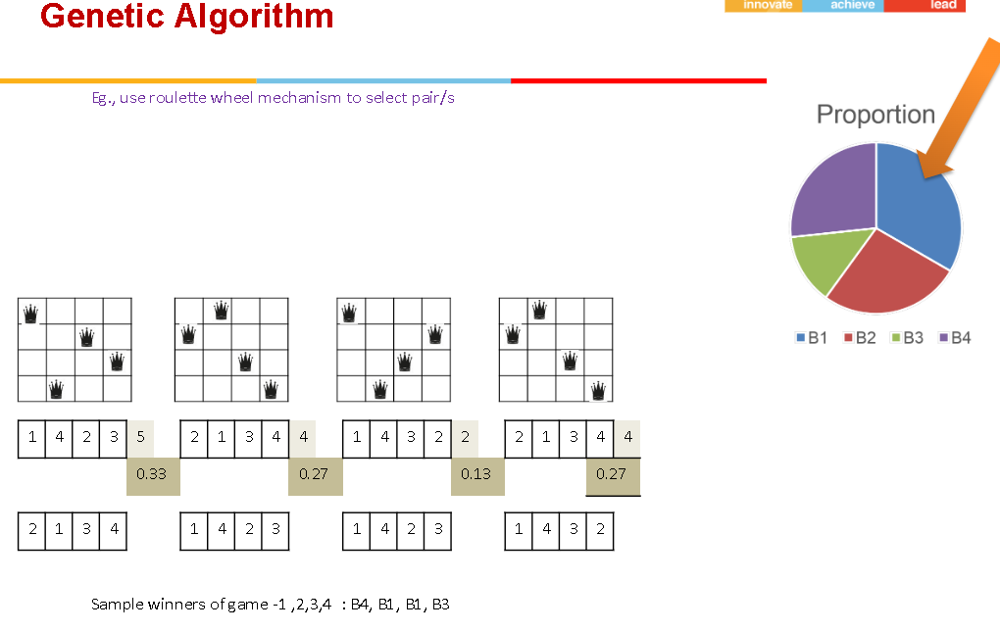 Genetic Algorithm
innovate achieve lead
Eg., use roulette wheel mechanism to select pair/s
Proportion
B1 B2 B3 B4
1 4 2 3 5 2 1 3 4 4 1 4 3 2 2 2 1 3 4 4
0.33 0.27 0.13 0.27
2 1 3 4 1 4 2 3 1 4 2 3 1 4 3 2
Sample winners of game -1 ,2,3,4 : B4, B1, B1, B3